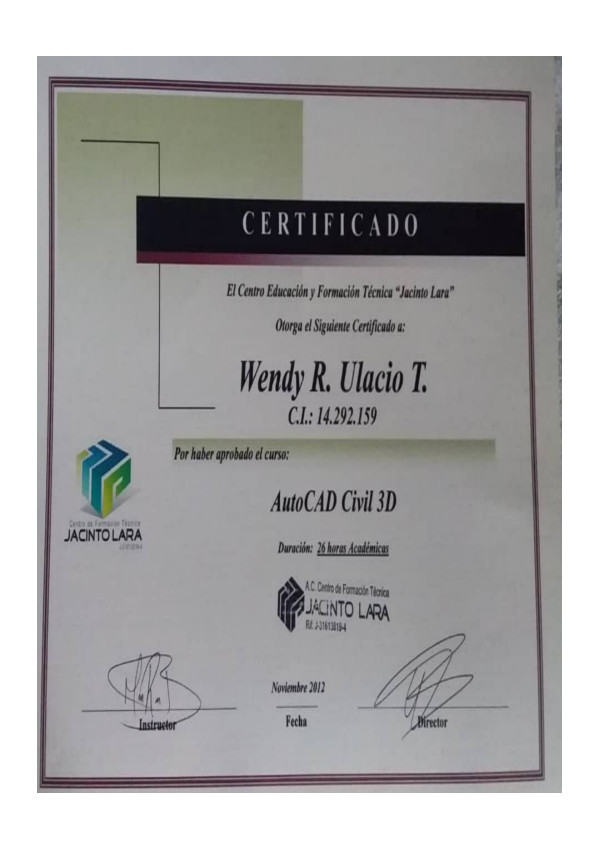 CERTIFICADO
El Centro Educación y Formación Técnica “Jacinto Lara”
Otorga el Siguiente Certificado a:
Wendy R. Ulacio T.
C.I.: 14.292.159
Por haber aprobado el curso:
AutoCAD Civil 3D
Centro de Formación Técnica
JACINTO LARA
Duración: 26 horas Académicas
A.C. Centro de Formación Técnica
JACINTO LARA
Rif: J-31613819-4
Noviembre 2012
Instructor
Fecha
Director